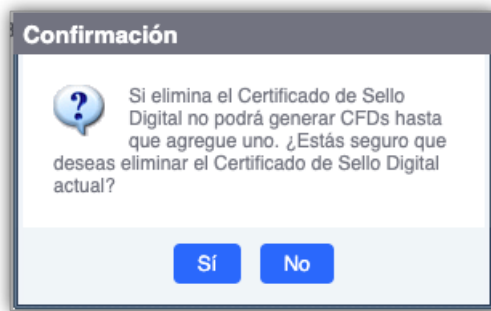 Confirmación
Si elimina el Certificado de Sello
Digital no podrá generar CFDs hasta
que agregue uno. ¿Estás seguro que
deseas eliminar el Certificado de Sello Digital
actual?
Sí No